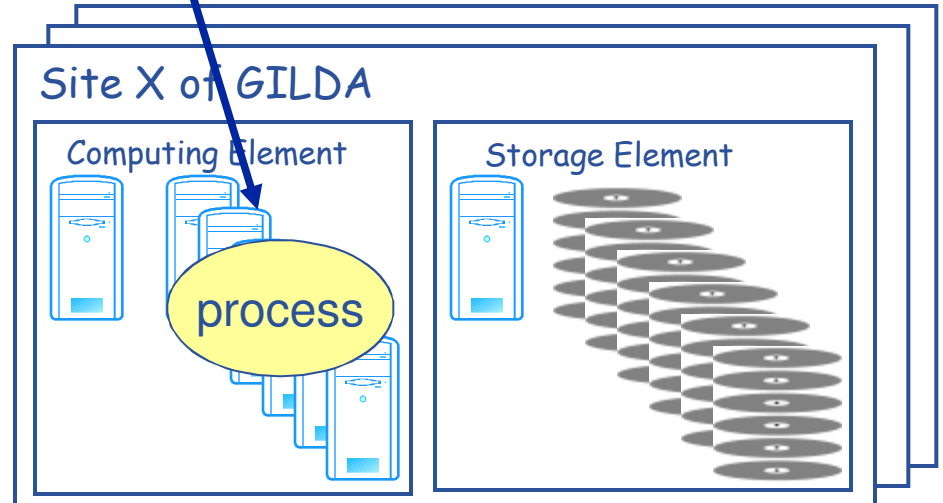 Site X of GILDA
Computing Element
Storage Element
process